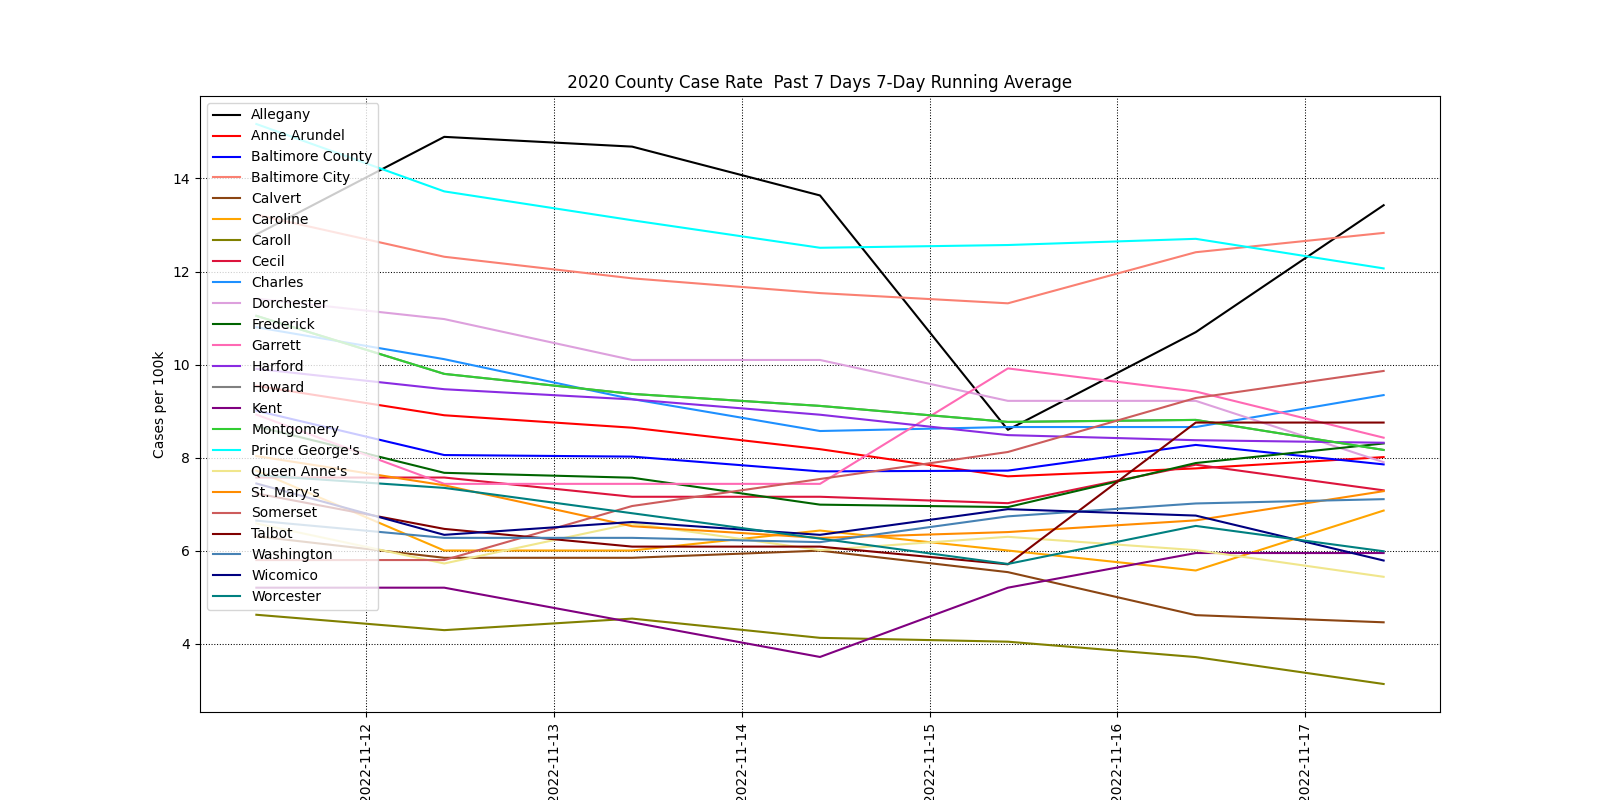 2020 County Case Rate  Past 7 Days 7-Day Running Average
Cases per 100k
14
12
10
8
6
4
Allegany
Anne Arundel
Baltimore County
Baltimore City
Calvert
Caroline
Caroll
Cecil
Charles
Dorchester
Frederick
Garrett
Harford
Howard
Kent
Montgomery
Prince George's
Queen Anne's
St. Mary's
Somerset
Talbot
Washington
Wicomico
Worcester
2022-11-12
2022-11-13
2022-11-14
2022-11-15
2022-11-16
2022-11-17